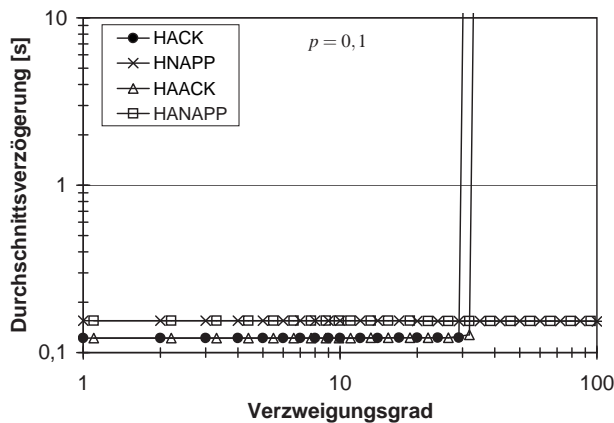 Durchschnittsverzögerung [s]
10
1
0,1
HACK
HNAPP
HAACK
HANAPP
p = 0, 1
1
10
100
Verzweigungsgrad